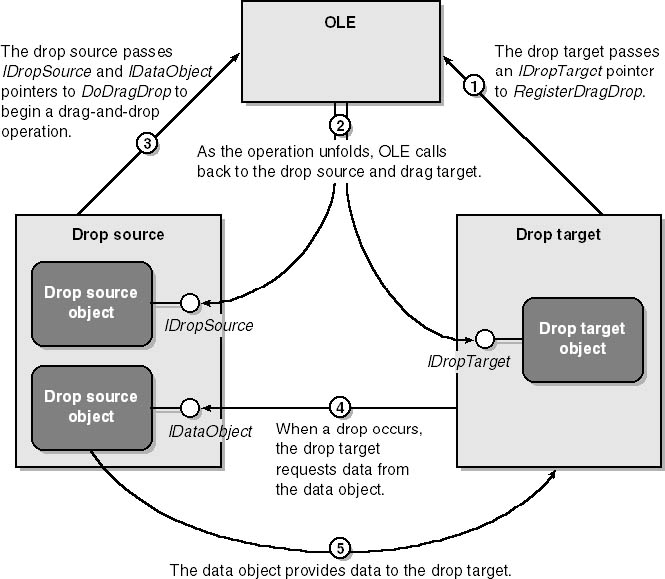 OLE
The drop source passes
IDropSource and IDataObject
pointers to DoDragDrop to
begin a drag-and-drop
operation.
3
The drop target passes
an IDropTarget pointer
to RegisterDragDrop.
1
2
As the operation unfolds, OLE calls
back to the drop source and drag target.
Drop source
Drop source
object
IDropSource
Drop source
object
IDataObject
Drop target
Drop target
object
IDropTarget
4
When a drop occurs,
the drop target
requests data from
the data object.
5
The data object provides data to the drop target.